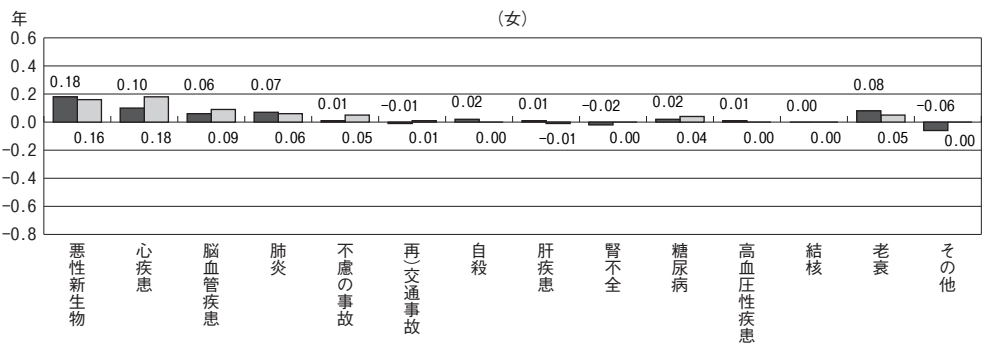 年
(女)
0.6
0.4
0.2
0.0
−0.2
−0.4
−0.6
−0.8
0.18 0.10 0.06 0.07 0.01 −0.01 0.02 0.01 −0.02 0.02 0.01 0.00 0.08 −0.06
0.16 0.18 0.09 0.06 0.05 0.01 0.00 −0.01 0.00 0.04 0.00 0.00 0.05 0.00
悪性新生物
心疾患
脳血管疾患
肺炎
不慮の事故
再)交通事故
自殺
肝疾患
腎不全
糖尿病
高血圧性疾患
結核
老衰
その他